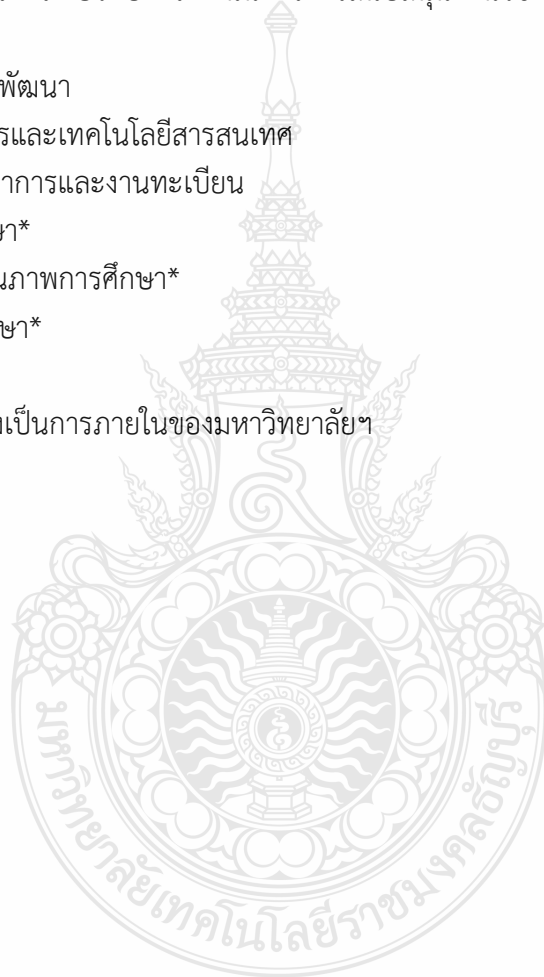 พัฒนา
รและเทคโนโลยีสารสนเทศ
าการและงานทะเบียน
ษา*
นภาพการศึกษา*
กษา*
งเป็นการภายในของมหาวิทยาลัยฯ
มหาวิทยาลัยเทคโนโลยีราชมงคลธัญบุรี